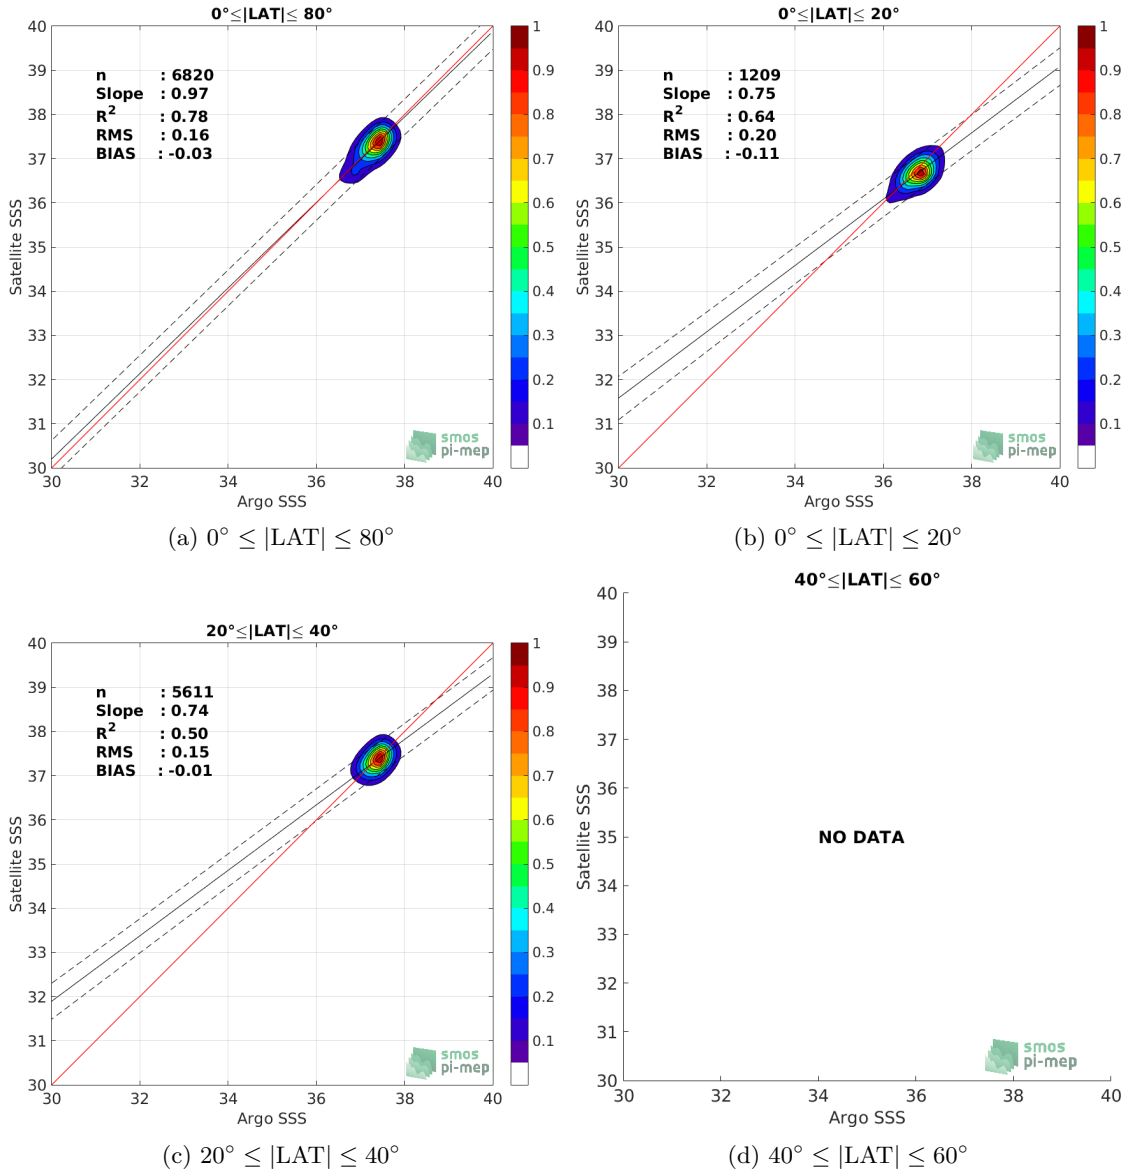 0°≤|LAT|≤ 80°
n : 6820
Slope : 0.97
R2 : 0.78
RMS : 0.16
BIAS : -0.03
40
39
38
37
36
35
34
33
32
31
30
Satellite SSS
30 32 34 36 38 40
Argo SSS
1
0.9
0.8
0.7
0.6
0.5
0.4
0.3
0.2
0.1
smos
pi-mep
(a) 0° ≤ |LAT| ≤ 80°
0°≤|LAT|≤ 20°
n : 1209
Slope : 0.75
R2 : 0.64
RMS : 0.20
BIAS : -0.11
40
39
38
37
36
35
34
33
32
31
30
Satellite SSS
30 32 34 36 38 40
Argo SSS
1
0.9
0.8
0.7
0.6
0.5
0.4
0.3
0.2
0.1
smos
pi-mep
(b) 0° ≤ |LAT| ≤ 20°
20°≤|LAT|≤ 40°
n : 5611
Slope : 0.74
R2 : 0.50
RMS : 0.15
BIAS : -0.01
40
39
38
37
36
35
34
33
32
31
30
Satellite SSS
30 32 34 36 38 40
Argo SSS
1
0.9
0.8
0.7
0.6
0.5
0.4
0.3
0.2
0.1
smos
pi-mep
(c) 20° ≤ |LAT| ≤ 40°
40°≤|LAT|≤ 60°
40
39
38
37
36
35
34
33
32
31
30
Satellite SSS
NO DATA
30 32 34 36 38 40
Argo SSS
smos
pi-mep
(d) 40° ≤ |LAT| ≤ 60°